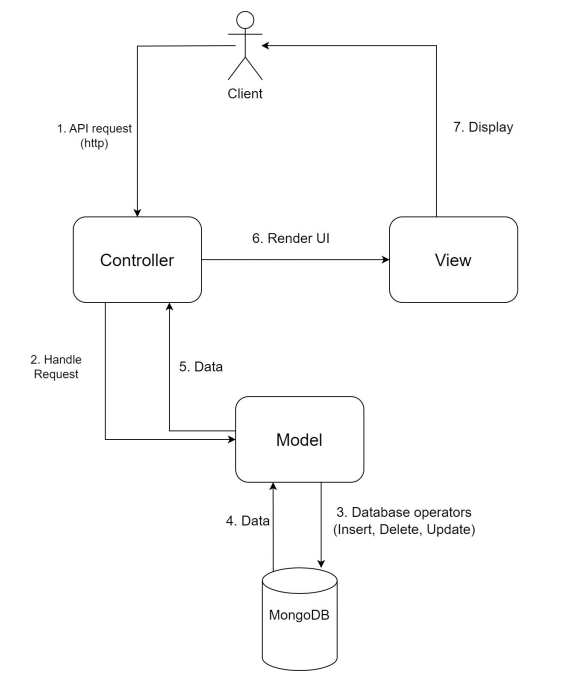 Client
1. API request
(http)
7. Display
Controller
6. Render UI
View
2. Handle
Request
5. Data
Model
4. Data
3. Database operators
(Insert, Delete, Update)
MongoDB